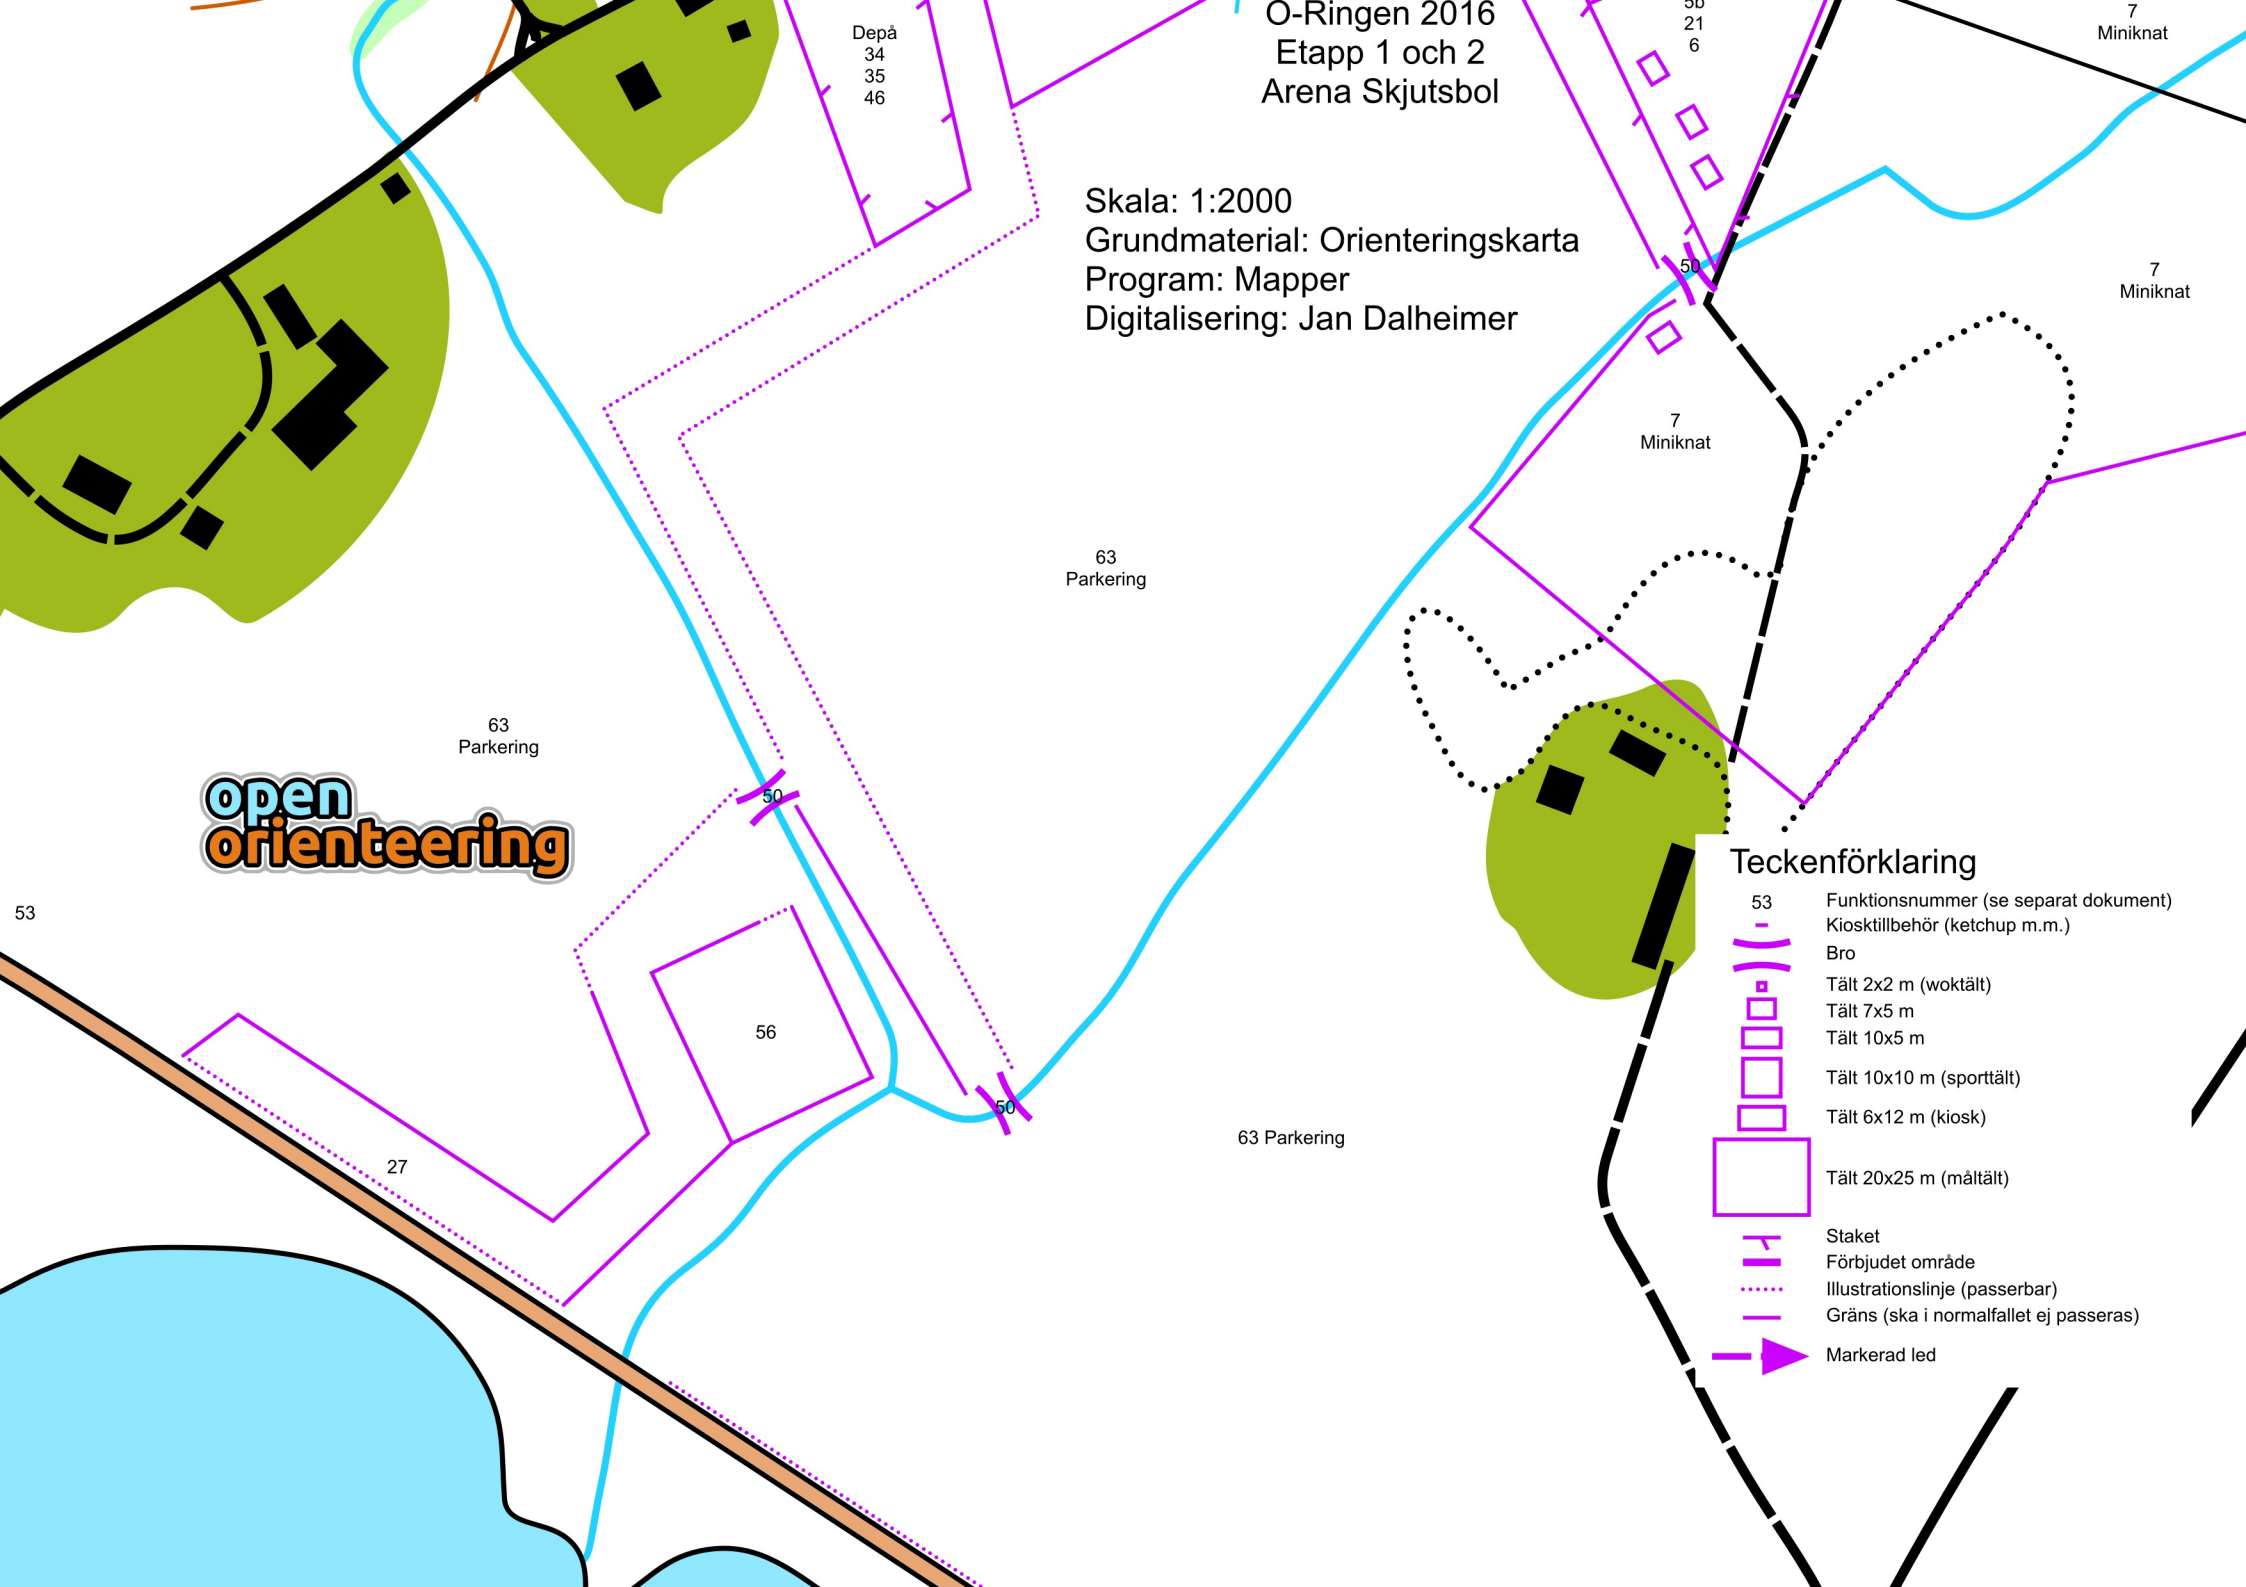 O-Ringen 2016
Etapp 1 och 2
Arena Skjutsbol
Depå
34
35
46
5b
21
6
7
Miniknat
Skala: 1:2000
Grundmaterial: Orienteringskarta
Program: Mapper
Digitalisering: Jan Dalheimer
50
7
Miniknat
7
Miniknat
63
Parkering
63
Parkering
50
open
orienteering
53
56
50
63 Parkering
27
Teckenförklaring
53 Funktionsnummer (se separat dokument)
Kiosktillbehör (ketchup m.m.)
Bro
Tält 2x2 m (woktält)
Tält 7x5 m
Tält 10x5 m
Tält 10x10 m (sporttält)
Tält 6x12 m (kiosk)
Tält 20x25 m (måltält)
Staket
Förbjudet område
Illustrationslinje (passerbar)
Gräns (ska i normalfallet ej passeras)
Markerad led